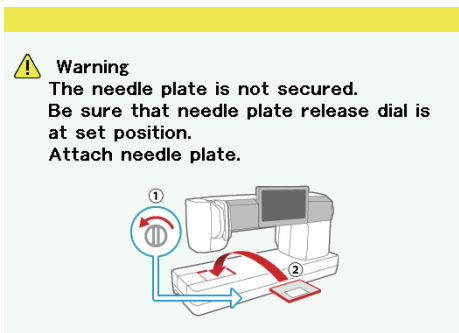 Warning
The needle plate is not secured.
Be sure that needle plate release dial is
at set position.
Attach needle plate.
①
②